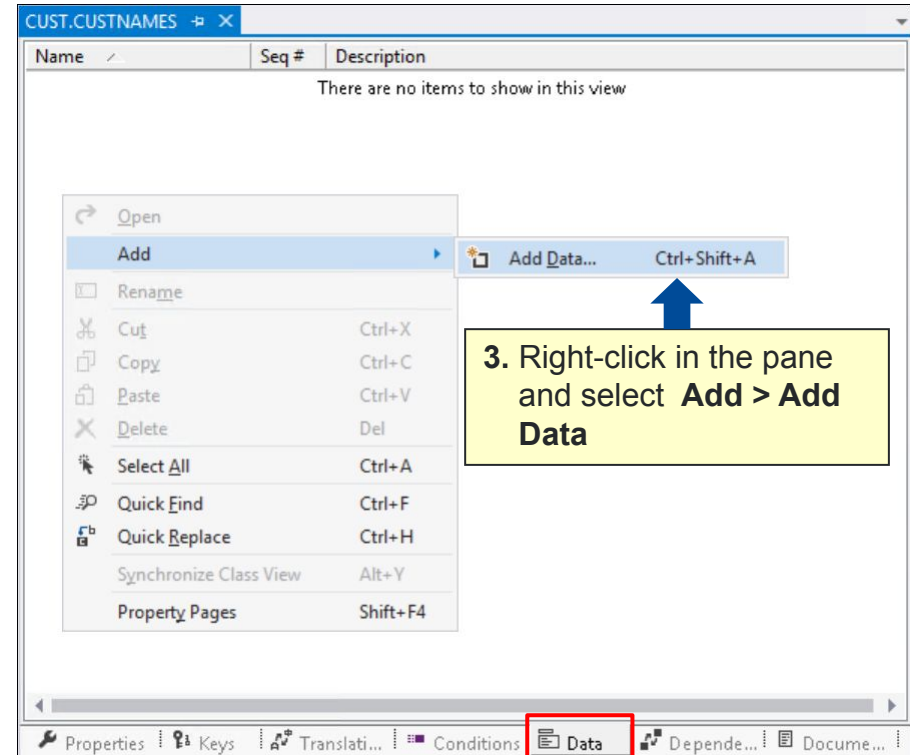 CUST.CUSTNAMES
Name Seq # Description
There are no items to show in this view
Open
Add
Add Data... Ctrl+Shift+A
Rename
Cut Ctrl+X
Copy Ctrl+C
3. Right-click in the pane
and select Add > Add
Data
Paste Ctrl+V
Delete Del
Select All Ctrl+A
Quick Find Ctrl+F
Quick Replace Ctrl+H
Synchronize Class View Alt+Y
Property Pages Shift+F4
Properties Keys Translati... Conditions Data Depende... Docume...